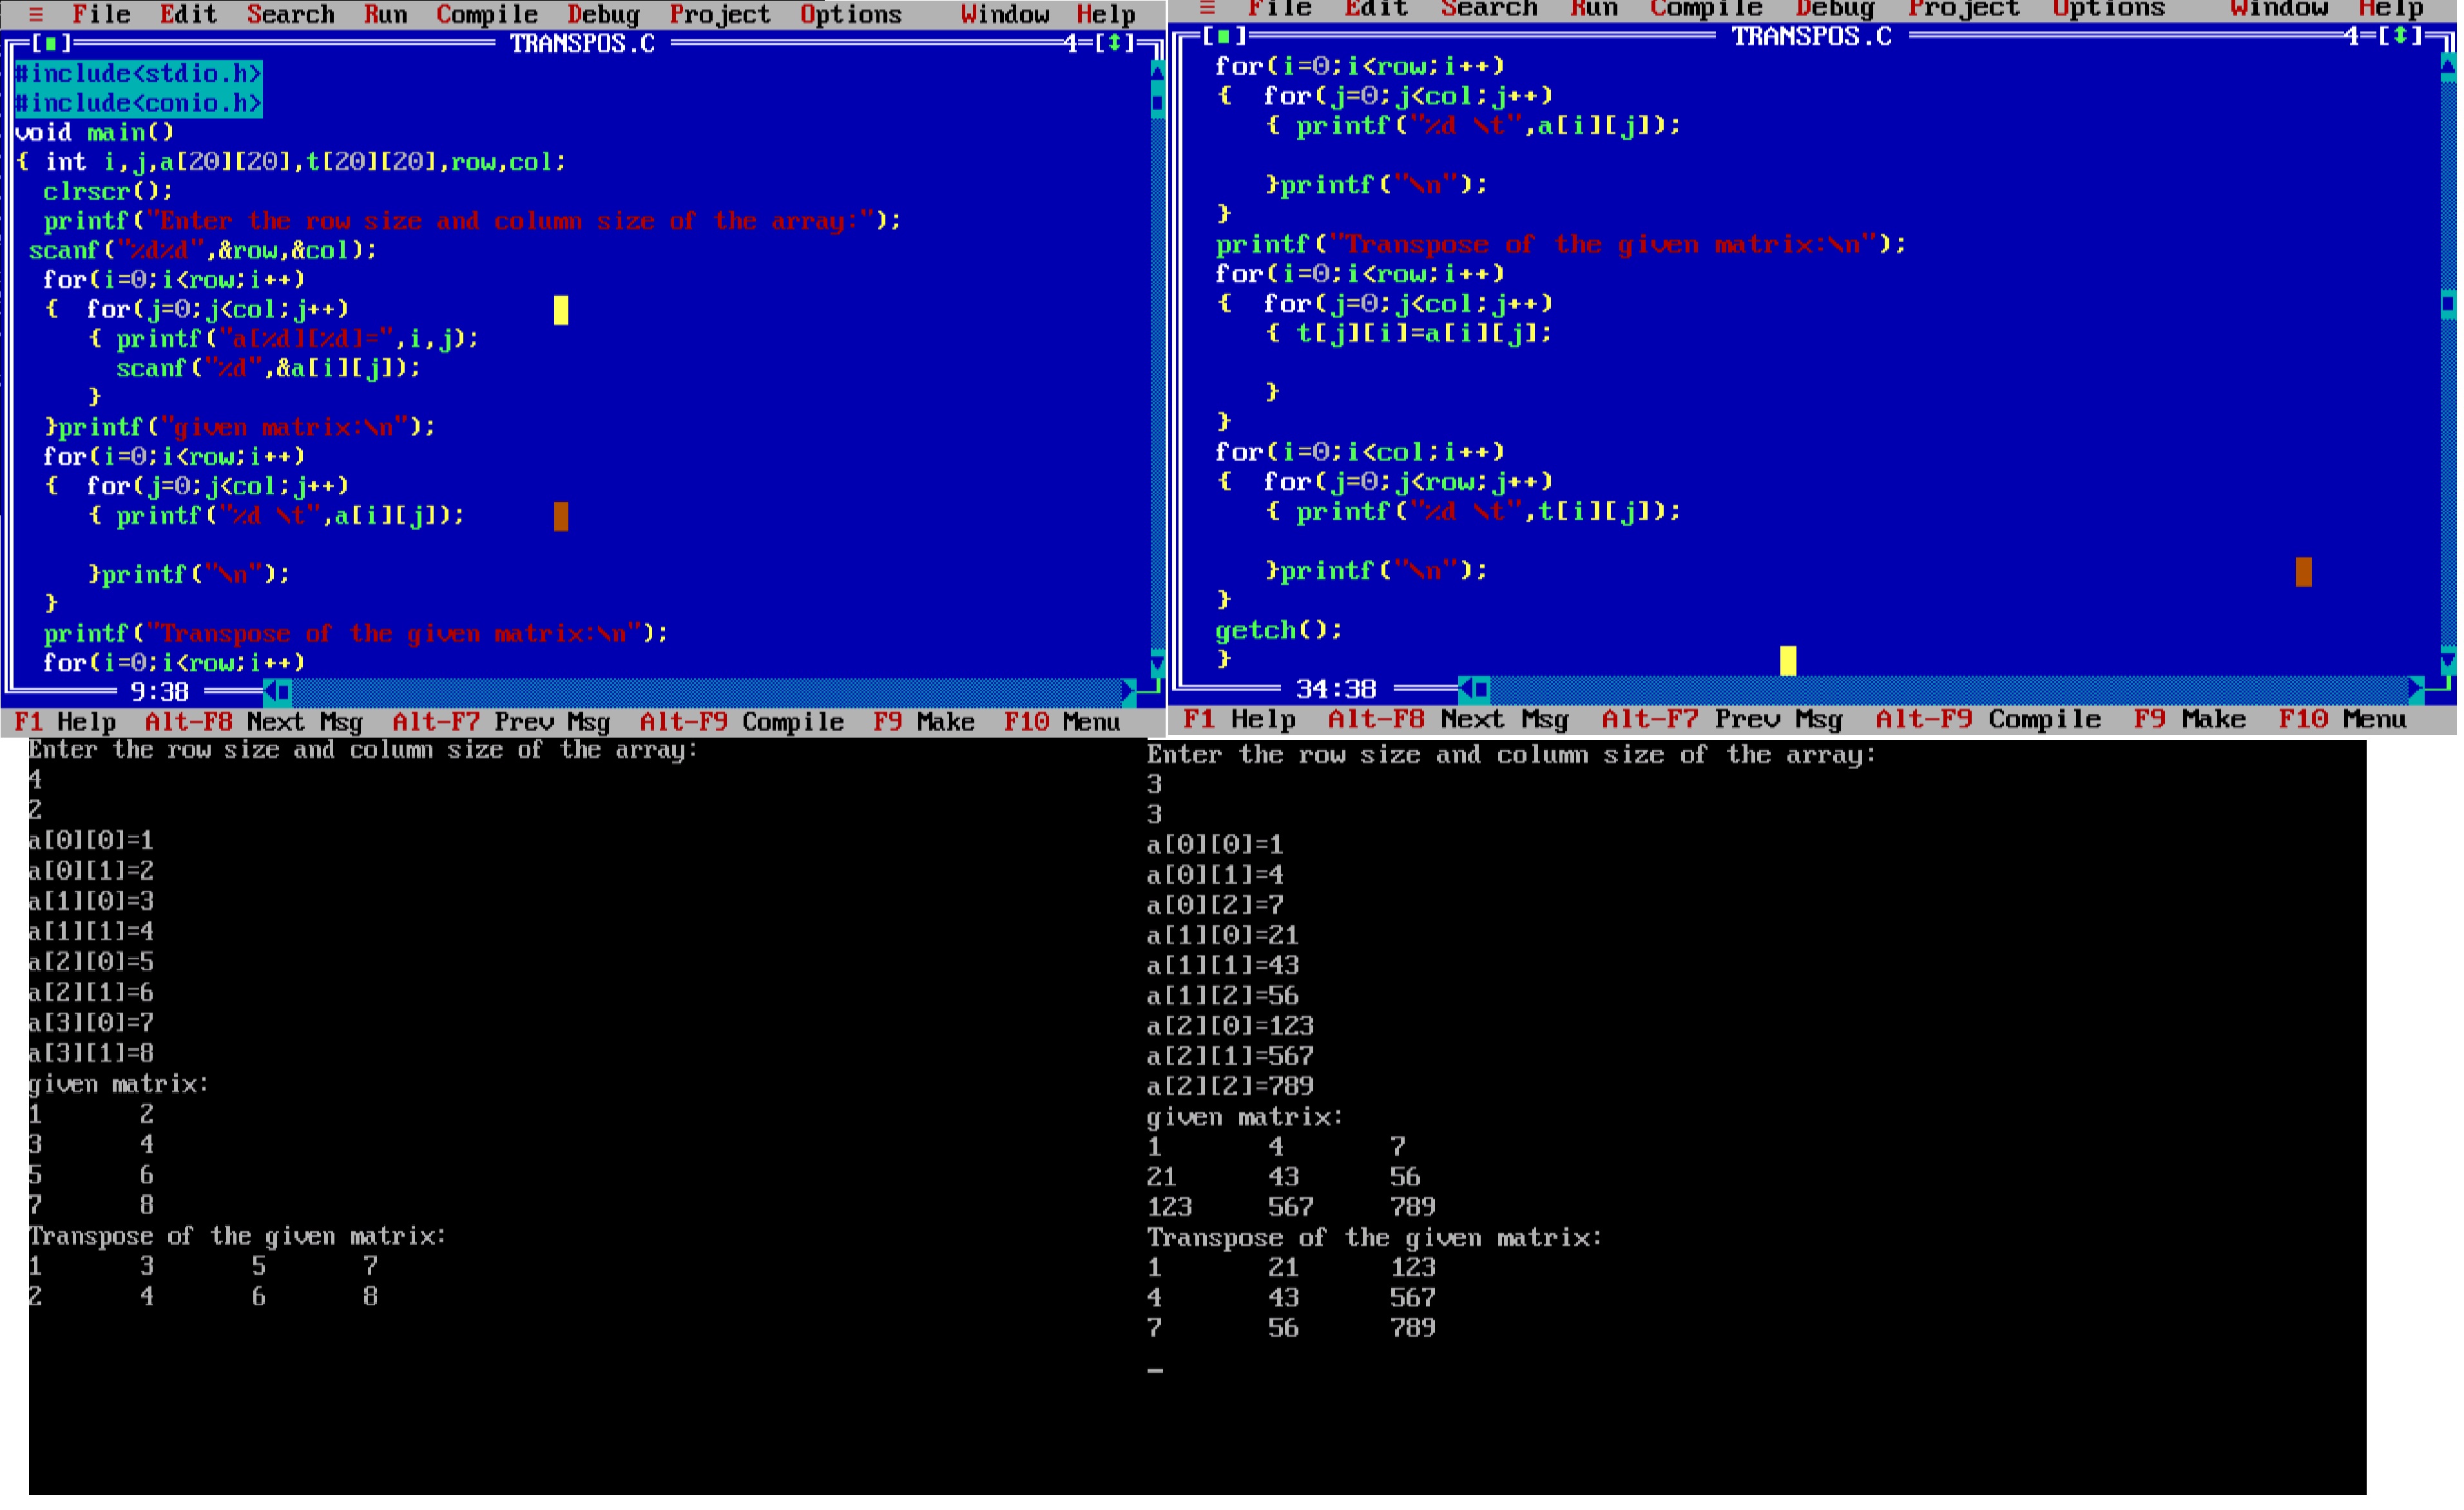 ≡ File Edit Search Run Compile Debug Project Options Window Help
[■] TRANSPOS.C 4=[↕]
#include<stdio.h>
#include<conio.h>
void main()
{ int i,j,a[20][20],t[20][20],row,col;
clrscr();
printf("Enter the row size and column size of the array:");
scanf("%d%d",&row,&col);
for(i=0;i<row;i++)
{ for(j=0;j<col;j++)
{ printf("a[%d][%d]=",i,j);
scanf("%d",&a[i][j]);
}
}printf("given matrix:\n");
for(i=0;i<row;i++)
{ for(j=0;j<col;j++)
{ printf("%d \t",a[i][j]);
}printf("\n");
}
printf("Transpose of the given matrix:\n");
for(i=0;i<row;i++)
9:38
F1 Help Alt-F8 Next Msg Alt-F7 Prev Msg Alt-F9 Compile F9 Make F10 Menu
≡ File Edit Search Run Compile Debug Project Options Window Help
[■] TRANSPOS.C 4=[↕]
for(i=0;i<row;i++)
{ for(j=0;j<col;j++)
{ printf("%d \t",a[i][j]);
}printf("\n");
}
printf("Transpose of the given matrix:\n");
for(i=0;i<row;i++)
{ for(j=0;j<col;j++)
{ t[j][i]=a[i][j];
}
}
for(i=0;i<col;i++)
{ for(j=0;j<row;j++)
{ printf("%d \t",t[i][j]);
}printf("\n");
}
getch();
}
34:38
F1 Help Alt-F8 Next Msg Alt-F7 Prev Msg Alt-F9 Compile F9 Make F10 Menu
Enter the row size and column size of the array:
4
2
a[0][0]=1
a[0][1]=2
a[1][0]=3
a[1][1]=4
a[2][0]=5
a[2][1]=6
a[3][0]=7
a[3][1]=8
given matrix:
1 2
3 4
5 6
7 8
Transpose of the given matrix:
1 3 5 7
2 4 6 8
Enter the row size and column size of the array:
3
3
a[0][0]=1
a[0][1]=4
a[0][2]=7
a[1][0]=21
a[1][1]=43
a[1][2]=56
a[2][0]=123
a[2][1]=567
a[2][2]=789
given matrix:
1 4 7
21 43 56
123 567 789
Transpose of the given matrix:
1 21 123
4 43 567
7 56 789
_